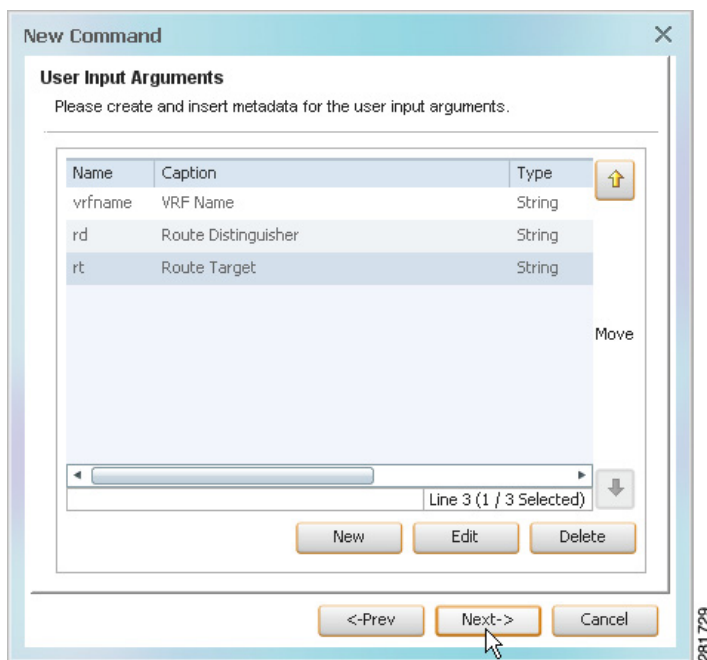 New Command
User Input Arguments
Please create and insert metadata for the user input arguments.
Name Caption Type
vrfname VRF Name String
rd Route Distinguisher String
rt Route Target String
Move
Line 3 (1 / 3 Selected)
New Edit Delete
<-Prev Next-> Cancel
281729